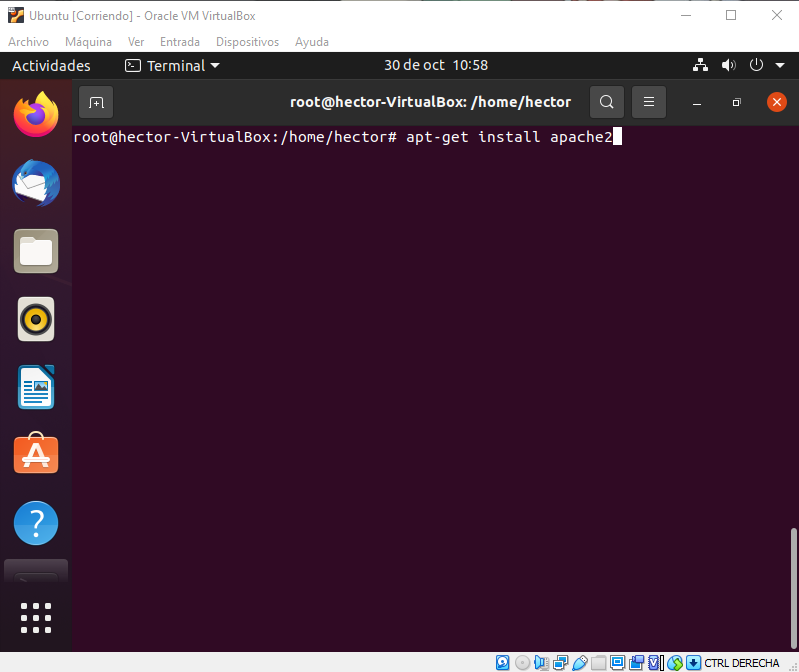 Ubuntu [Corriendo] - Oracle VM VirtualBox
Archivo Máquina Ver Entrada Dispositivos Ayuda
Actividades Terminal 30 de oct 10:58
root@hector-VirtualBox: /home/hector
root@hector-VirtualBox:/home/hector# apt-get install apache2
CTRL DERECHA